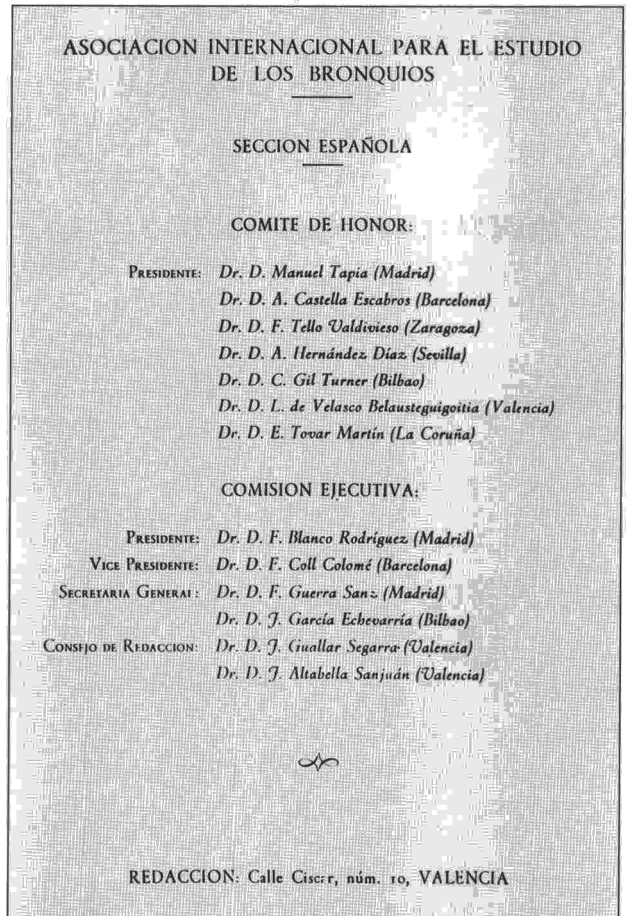 ASOCIACION INTERNACIONAL PARA EL ESTUDIO
DE LOS BRONQUIOS
SECCION ESPAÑOLA
COMITE DE HONOR:
PRESIDENTE: Dr. D. Manuel Tapia (Madrid)
Dr. D. A. Castella Escabros (Barcelona)
Dr. D. F. Tello Valdivieso (Zaragoza)
Dr. D. A. Hernández Díaz (Sevilla)
Dr. D. C. Gil Turner (Bilbao)
Dr. D. L. de Velasco Belausteguigoitia (Valencia)
Dr. D. E. Tovar Martín (La Coruña)
COMISION EJECUTIVA:
PRESIDENTE: Dr. D. F. Blanco Rodríguez (Madrid)
VICE PRESIDENTE: Dr. D. F. Coll Colomé (Barcelona)
SECRETARIA GENERAL: Dr. D. F. Guerra Sanz (Madrid)
Dr. D. J. García Echevarría (Bilbao)
CONSEJO DE REDACCION: Dr. D. J. Guallar Segarra (Valencia)
Dr. D. J. Altabella Sanjuán (Valencia)
REDACCION: Calle Ciscar, núm. 10, VALENCIA